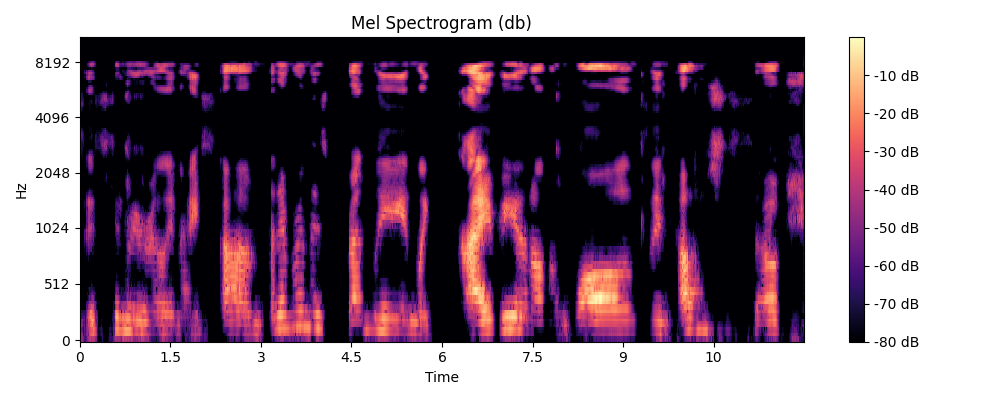 Mel Spectrogram (db)
8192
4096
2048
1024
512
0
Hz
0 1.5 3 4.5 6 7.5 9 10
Time
-10 dB
-20 dB
-30 dB
-40 dB
-50 dB
-60 dB
-70 dB
-80 dB